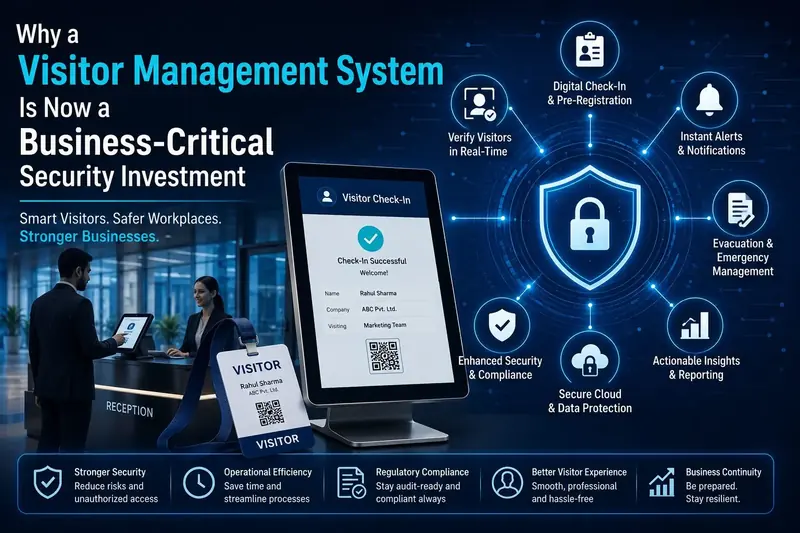 Why a
Visitor Management System
Is Now a
Business-Critical
Security Investment
Smart Visitors. Safer Workplaces.
Stronger Businesses.
Digital Check-In
& Pre-Registration
Verify Visitors
in Real-Time
Instant Alerts
& Notifications
Evacuation &
Emergency
Management
Enhanced Security
& Compliance
Actionable Insights
& Reporting
Secure Cloud
& Data Protection
Visitor Check-In
Check-In Successful
Welcome!
Name Rahul Sharma
Company ABC Pvt. Ltd.
Visiting Marketing Team
VISITOR
Rahul Sharma
ABC Pvt. Ltd.
VISITOR
RECEPTION
Stronger Security
Reduce risks and
unauthorized access
Operational Efficiency
Save time and
streamline processes
Regulatory Compliance
Stay audit-ready and
compliant always
Better Visitor Experience
Smooth, professional
and hassle-free
Business Continuity
Be prepared.
Stay resilient.